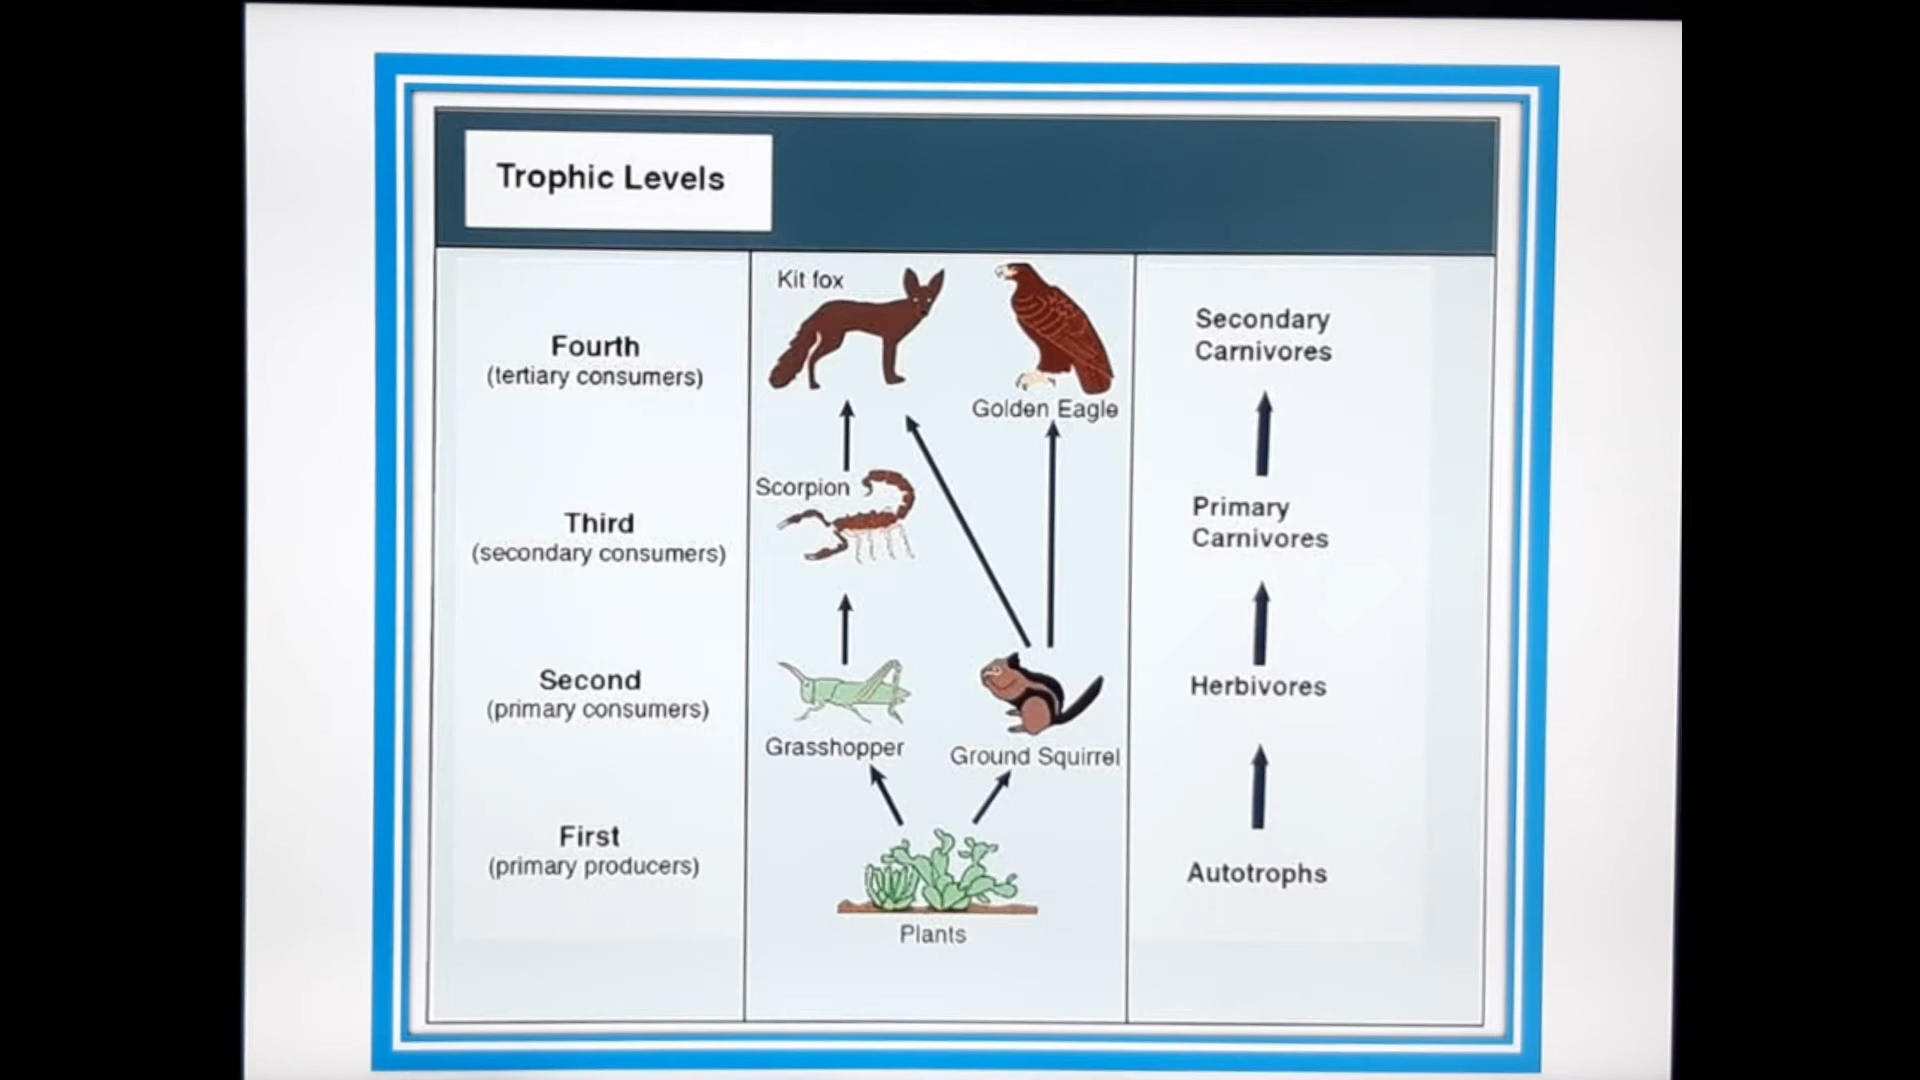 Trophic Levels
Fourth
(tertiary consumers)
Third
(secondary consumers)
Second
(primary consumers)
First
(primary producers)
Kit fox
Golden Eagle
Scorpion
Grasshopper
Ground Squirrel
Plants
Secondary
Carnivores
Primary
Carnivores
Herbivores
Autotrophs